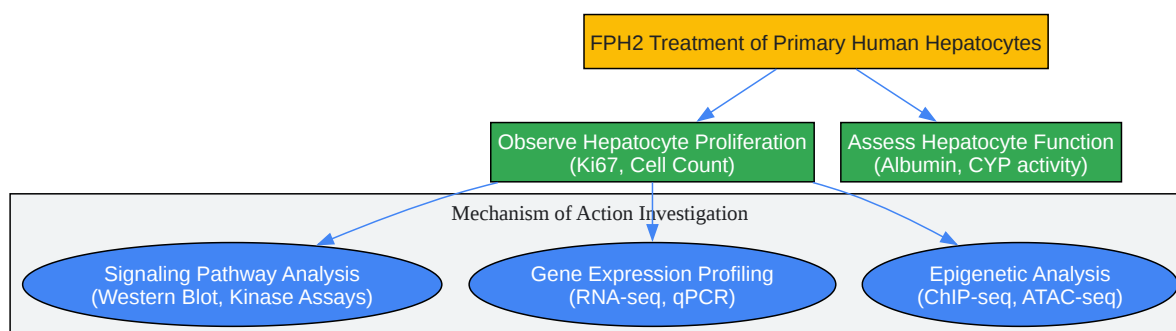 FPH2 Treatment of Primary Human Hepatocytes
Observe Hepatocyte Proliferation
(Ki67, Cell Count)
Assess Hepatocyte Function
(Albumin, CYP activity)
Mechanism of Action Investigation
Signaling Pathway Analysis
(Western Blot, Kinase Assays)
Gene Expression Profiling
(RNA-seq, qPCR)
Epigenetic Analysis
(ChIP-seq, ATAC-seq)